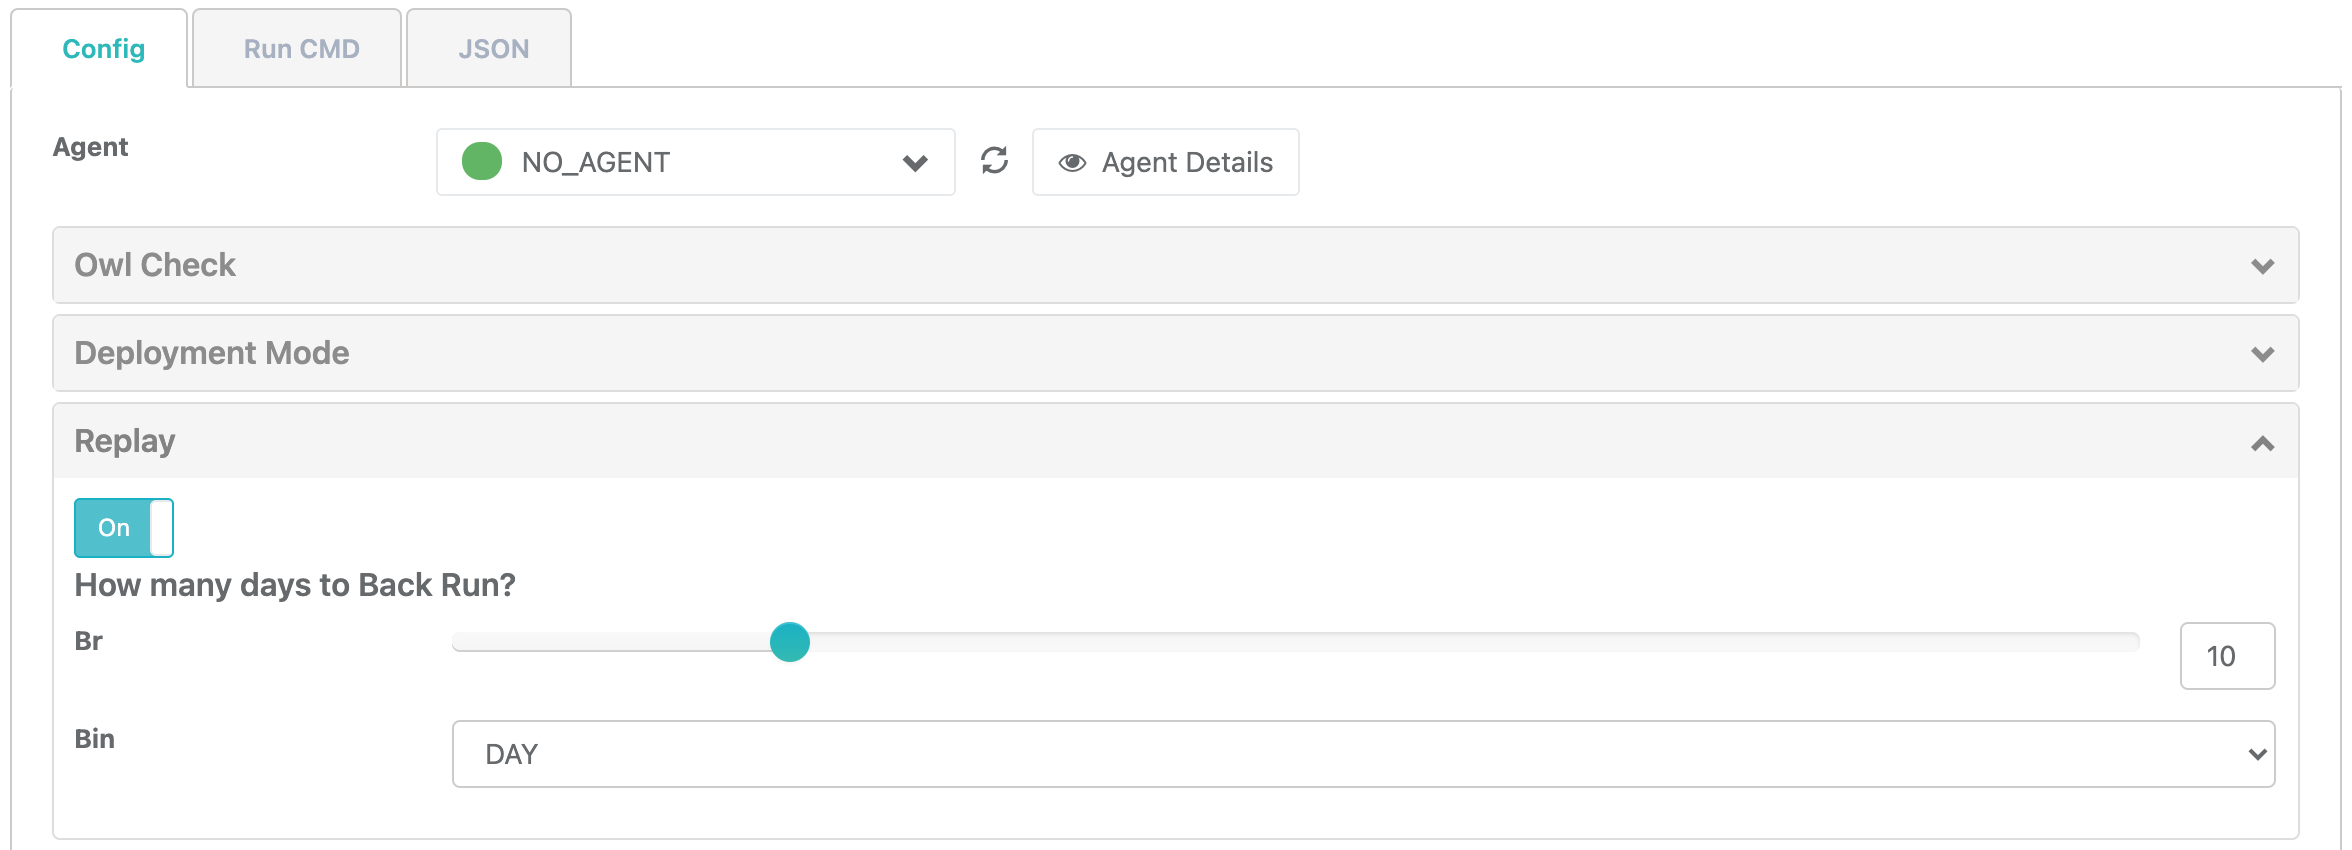 Config Run CMD JSON
Agent NO_AGENT Agent Details
Owl Check
Deployment Mode
Replay
On
How many days to Back Run?
Br 10
Bin DAY